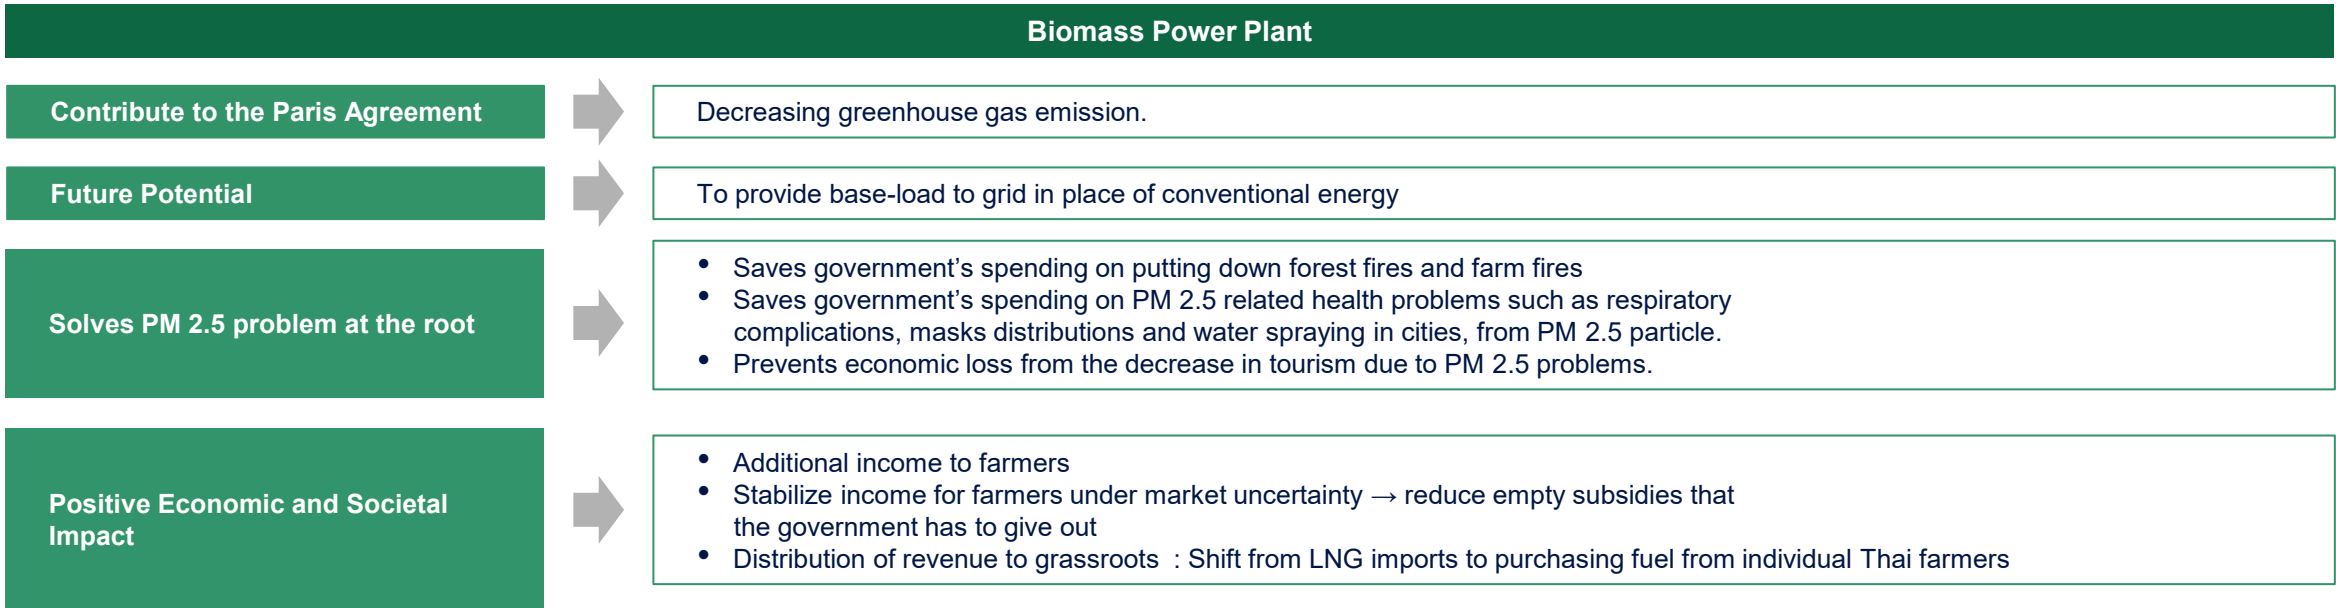 Biomass Power Plant
Contribute to the Paris Agreement
Decreasing greenhouse gas emission.
Future Potential
To provide base-load to grid in place of conventional energy
Solves PM 2.5 problem at the root
• Saves government’s spending on putting down forest fires and farm fires
• Saves government’s spending on PM 2.5 related health problems such as respiratory
complications, masks distributions and water spraying in cities, from PM 2.5 particle.
• Prevents economic loss from the decrease in tourism due to PM 2.5 problems.
Positive Economic and Societal
Impact
• Additional income to farmers
• Stabilize income for farmers under market uncertainty → reduce empty subsidies that
the government has to give out
• Distribution of revenue to grassroots : Shift from LNG imports to purchasing fuel from individual Thai farmers